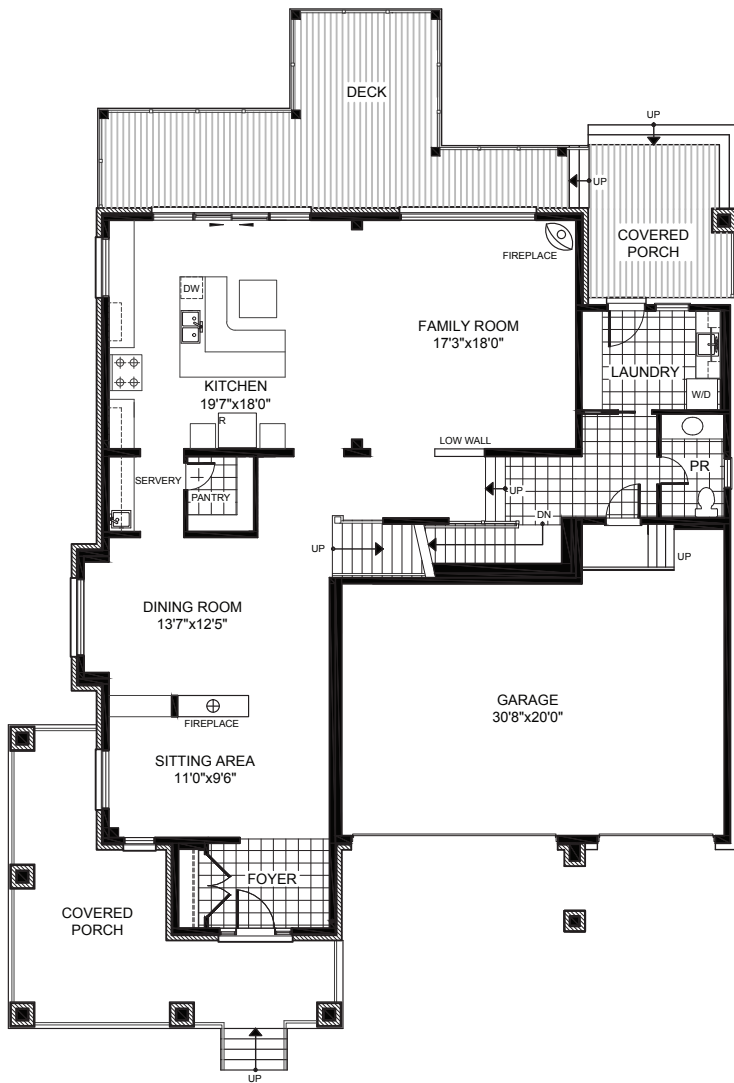 DECK
UP
UP
COVERED
PORCH
FIREPLACE
DW
FAMILY ROOM
17'3"x18'0"
LAUNDRY
KITCHEN
19'7"x18'0"
W/D
R
LOW WALL
PR
SERVERY
PANTRY
UP
DN
UP
UP
DINING ROOM
13'7"x12'5"
GARAGE
30'8"x20'0"
FIREPLACE
SITTING AREA
11'0"x9'6"
FOYER
COVERED
PORCH
UP